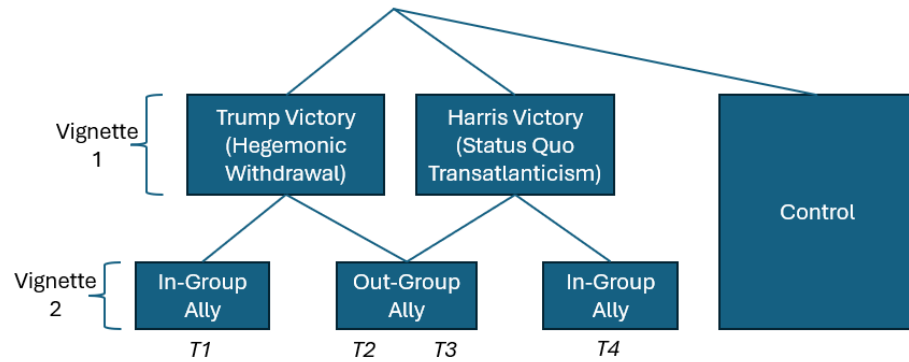 Vignette
1
Trump Victory
(Hegemonic
Withdrawal)
Harris Victory
(Status Quo
Transatlanticism)
Control
Vignette
2
In-Group
Ally
Out-Group
Ally
In-Group
Ally
T1
T2
T3
T4